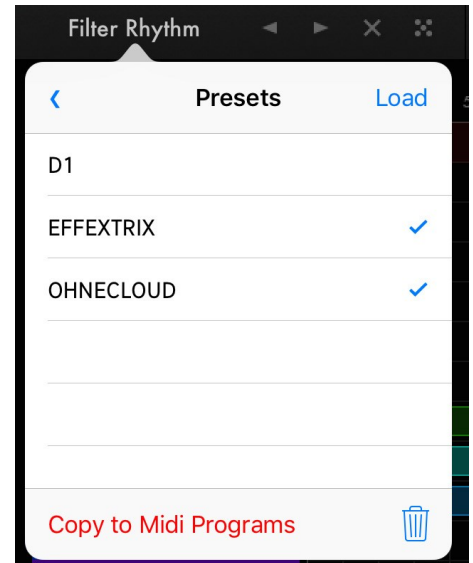 Filter Rhythm
Presets Load
D1
EFFEXTRIX
OHNECLOUD
Copy to Midi Programs